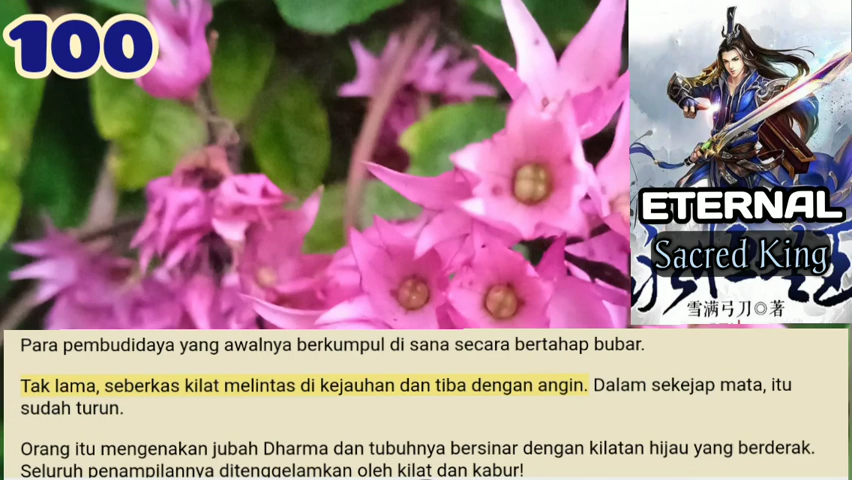 100
ETERNAL
Sacred King
雪满弓刀◎著
Para pembudidaya yang awalnya berkumpul di sana secara bertahap bubar.
Tak lama, seberkas kilat melintas di kejauhan dan tiba dengan angin. Dalam sekejap mata, itu
sudah turun.
Orang itu mengenakan jubah Dharma dan tubuhnya bersinar dengan kilatan hijau yang berderak.
Seluruh penampilannya ditenggelamkan oleh kilat dan kabur!